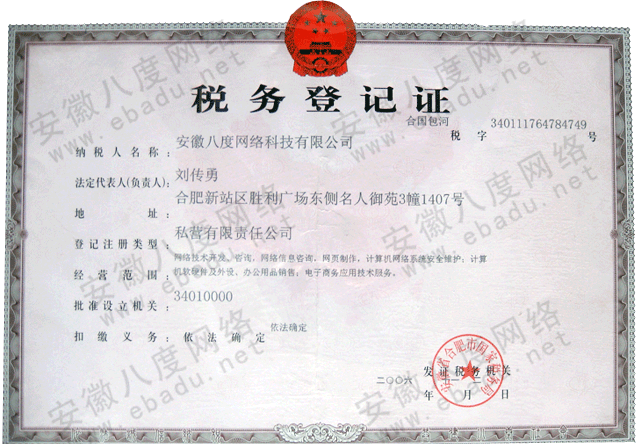 税务登记证
合国包河
税 字 340111764784749 号
纳税人名称: 安徽八度网络科技有限公司
法定代表人(负责人): 刘传勇
地 址: 合肥新站区胜利广场东侧名人御苑3幢1407号
登记注册类型: 私营有限责任公司
经营范围: 网络技术开发、咨询,网络信息咨询,网页制作,计算机网络系统安全维护;计算
机软硬件及外设、办公用品销售;电子商务应用技术服务。
批准设立机关: 34010000
扣缴义务: 依法确定 依法确定
发证税务机关
二〇〇六年 月 日
安徽八度网络
www.ebadu.net